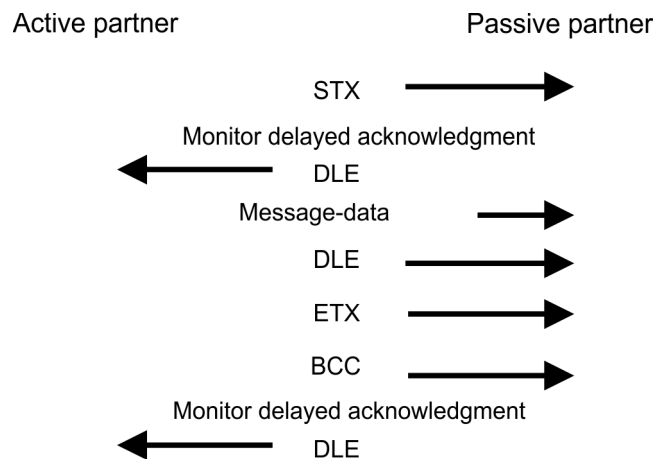 Active partner Passive partner
STX
Monitor delayed acknowledgment
DLE
Message-data
DLE
ETX
BCC
Monitor delayed acknowledgment
DLE